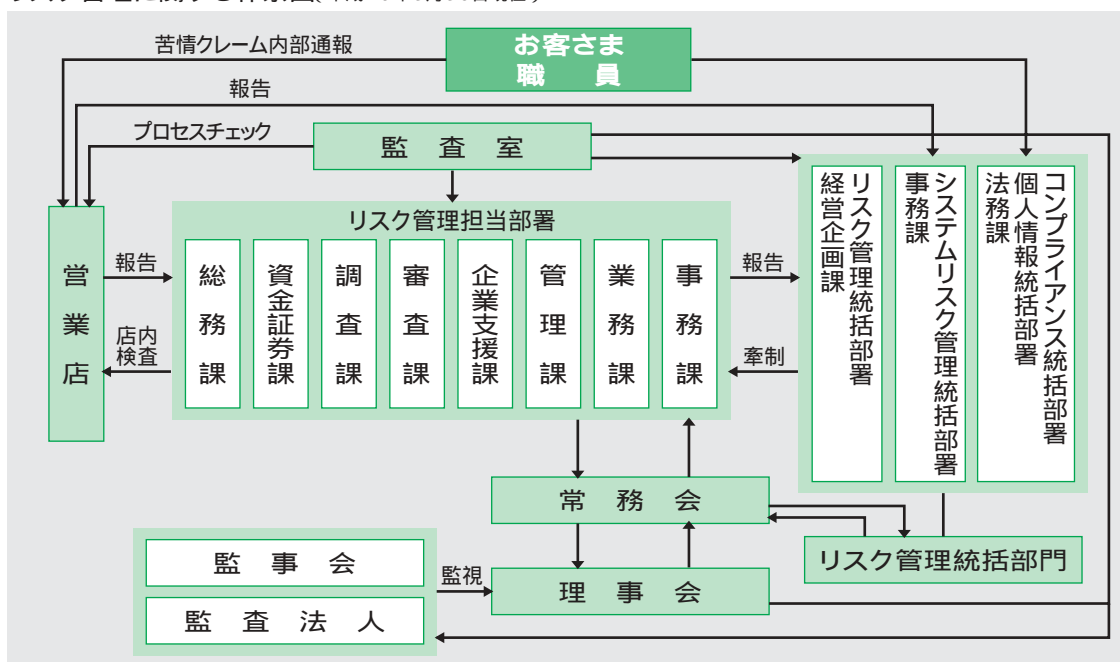 苦情クレーム内部通報
お客さま
職員
報告
プロセスチェック
監査室
リスク管理担当部署
営業店
報告
店内
検査
総務課
資金証券課
調査課
審査課
企業支援課
管理課
業務課
事務課
報告
牽制
リスク管理統括部署
経営企画課
システムリスク管理統括部署
事務課
コンプライアンス統括部署
個人情報統括部署
法務課
常務会
リスク管理統括部門
監事会
監査法人
監視
理事会